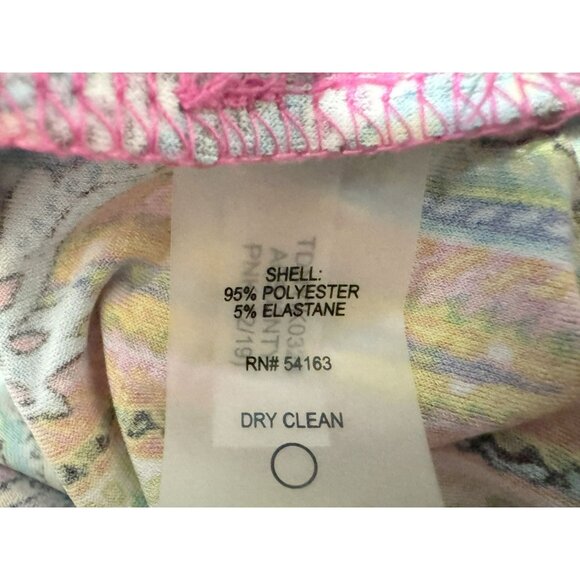 SHELL:
95% POLYESTER
5% ELASTANE
RN# 54163
DRY CLEAN